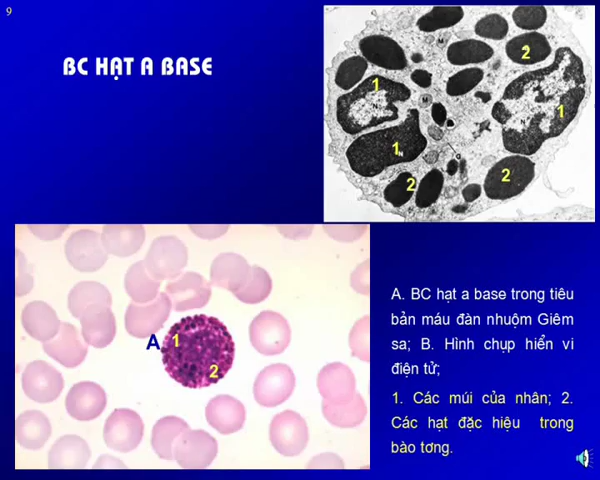 9
BC HẠT A BASE
M
2
1
N
1
N
M
1
N
G
2
2
A
1
2
A. BC hạt a base trong tiêu
bản máu đàn nhuộm Giêm
sa; B. Hình chụp hiển vi
điện tử;
1. Các múi của nhân; 2.
Các hạt đặc hiệu trong
bào tơng.